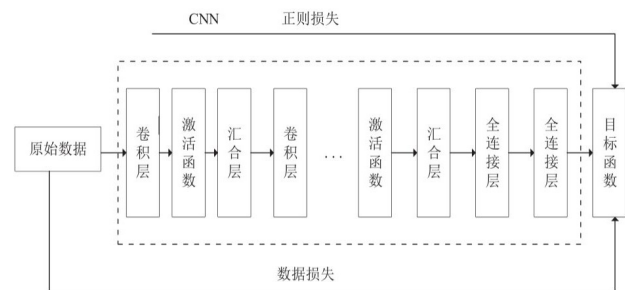 CNN 正则损失
原始数据
卷积层
激活函数
汇合层
卷积层
...
激活函数
汇合层
全连接层
全连接层
目标函数
数据损失